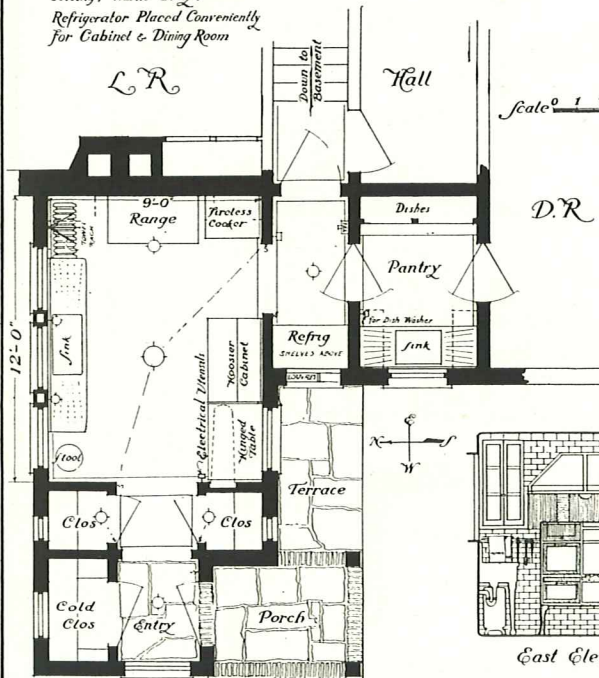 Refrigerator Placed Conveniently
for Cabinet & Dining Room
L R
Down to
Basement
Hall
Scale 0 1
9'-0"
Range
Fireless
Cooker
Towel
Rack
Dishes
D.R
Pantry
for Dish Washer
Sink
Refrig
SHELVES ABOVE
12'-0"
Sink
Hoosier
Cabinet
Electrical Utensils
Hinged
Table
Stool
E
N S
W
Terrace
Clos
Clos
Cold
Clos
Entry
Porch
East Ele